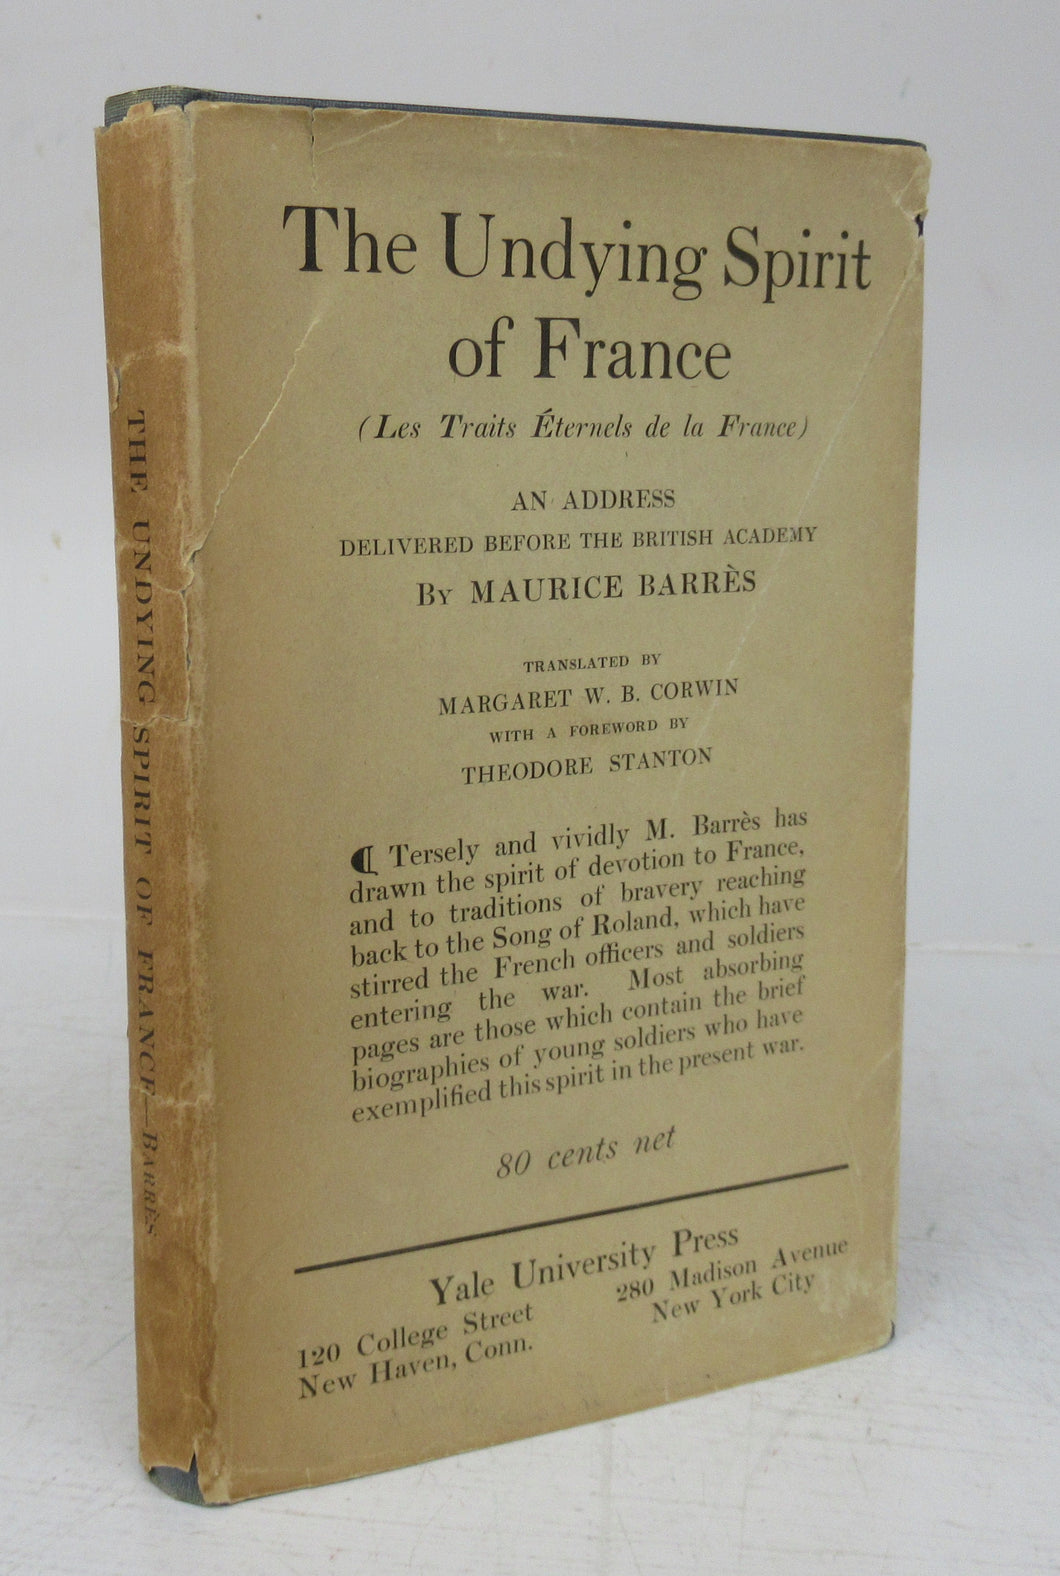 The Undying Spirit
of France
(Les Traits Éternels de la France)
AN ADDRESS
DELIVERED BEFORE THE BRITISH ACADEMY
BY MAURICE BARRÈS
TRANSLATED BY
MARGARET W. B. CORWIN
WITH A FOREWORD BY
THEODORE STANTON
¶ Tersely and vividly M. Barrès has
drawn the spirit of devotion to France,
and to traditions of bravery reaching
back to the Song of Roland, which have
stirred the French officers and soldiers
entering the war. Most absorbing
pages are those which contain the brief
biographies of young soldiers who have
exemplified this spirit in the present war.
80 cents net
Yale University Press
120 College Street
New Haven, Conn.
280 Madison Avenue
New York City
THE UNDYING SPIRIT OF FRANCE—BARRÈS